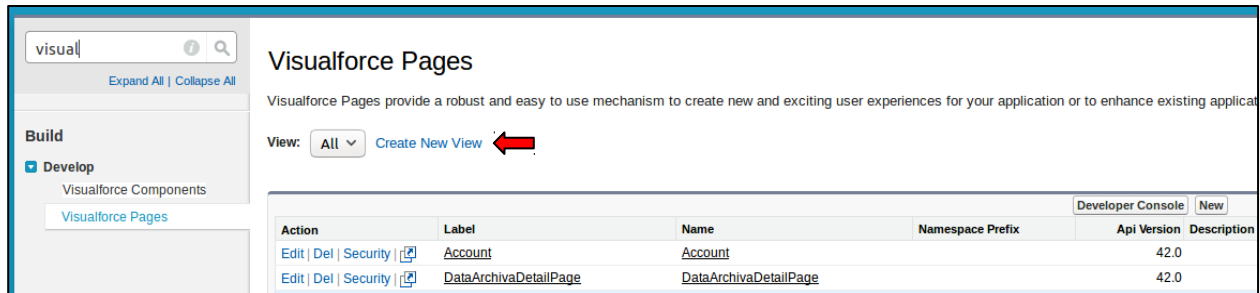 visual
Expand All | Collapse All
Build
Develop
Visualforce Components
Visualforce Pages
Visualforce Pages
Visualforce Pages provide a robust and easy to use mechanism to create new and exciting user experiences for your application or to enhance existing applicat
View: All Create New View
Developer Console New
Action Label Name Namespace Prefix Api Version Description
Edit | Del | Security | Account Account 42.0
Edit | Del | Security | DataArchivaDetailPage DataArchivaDetailPage 42.0